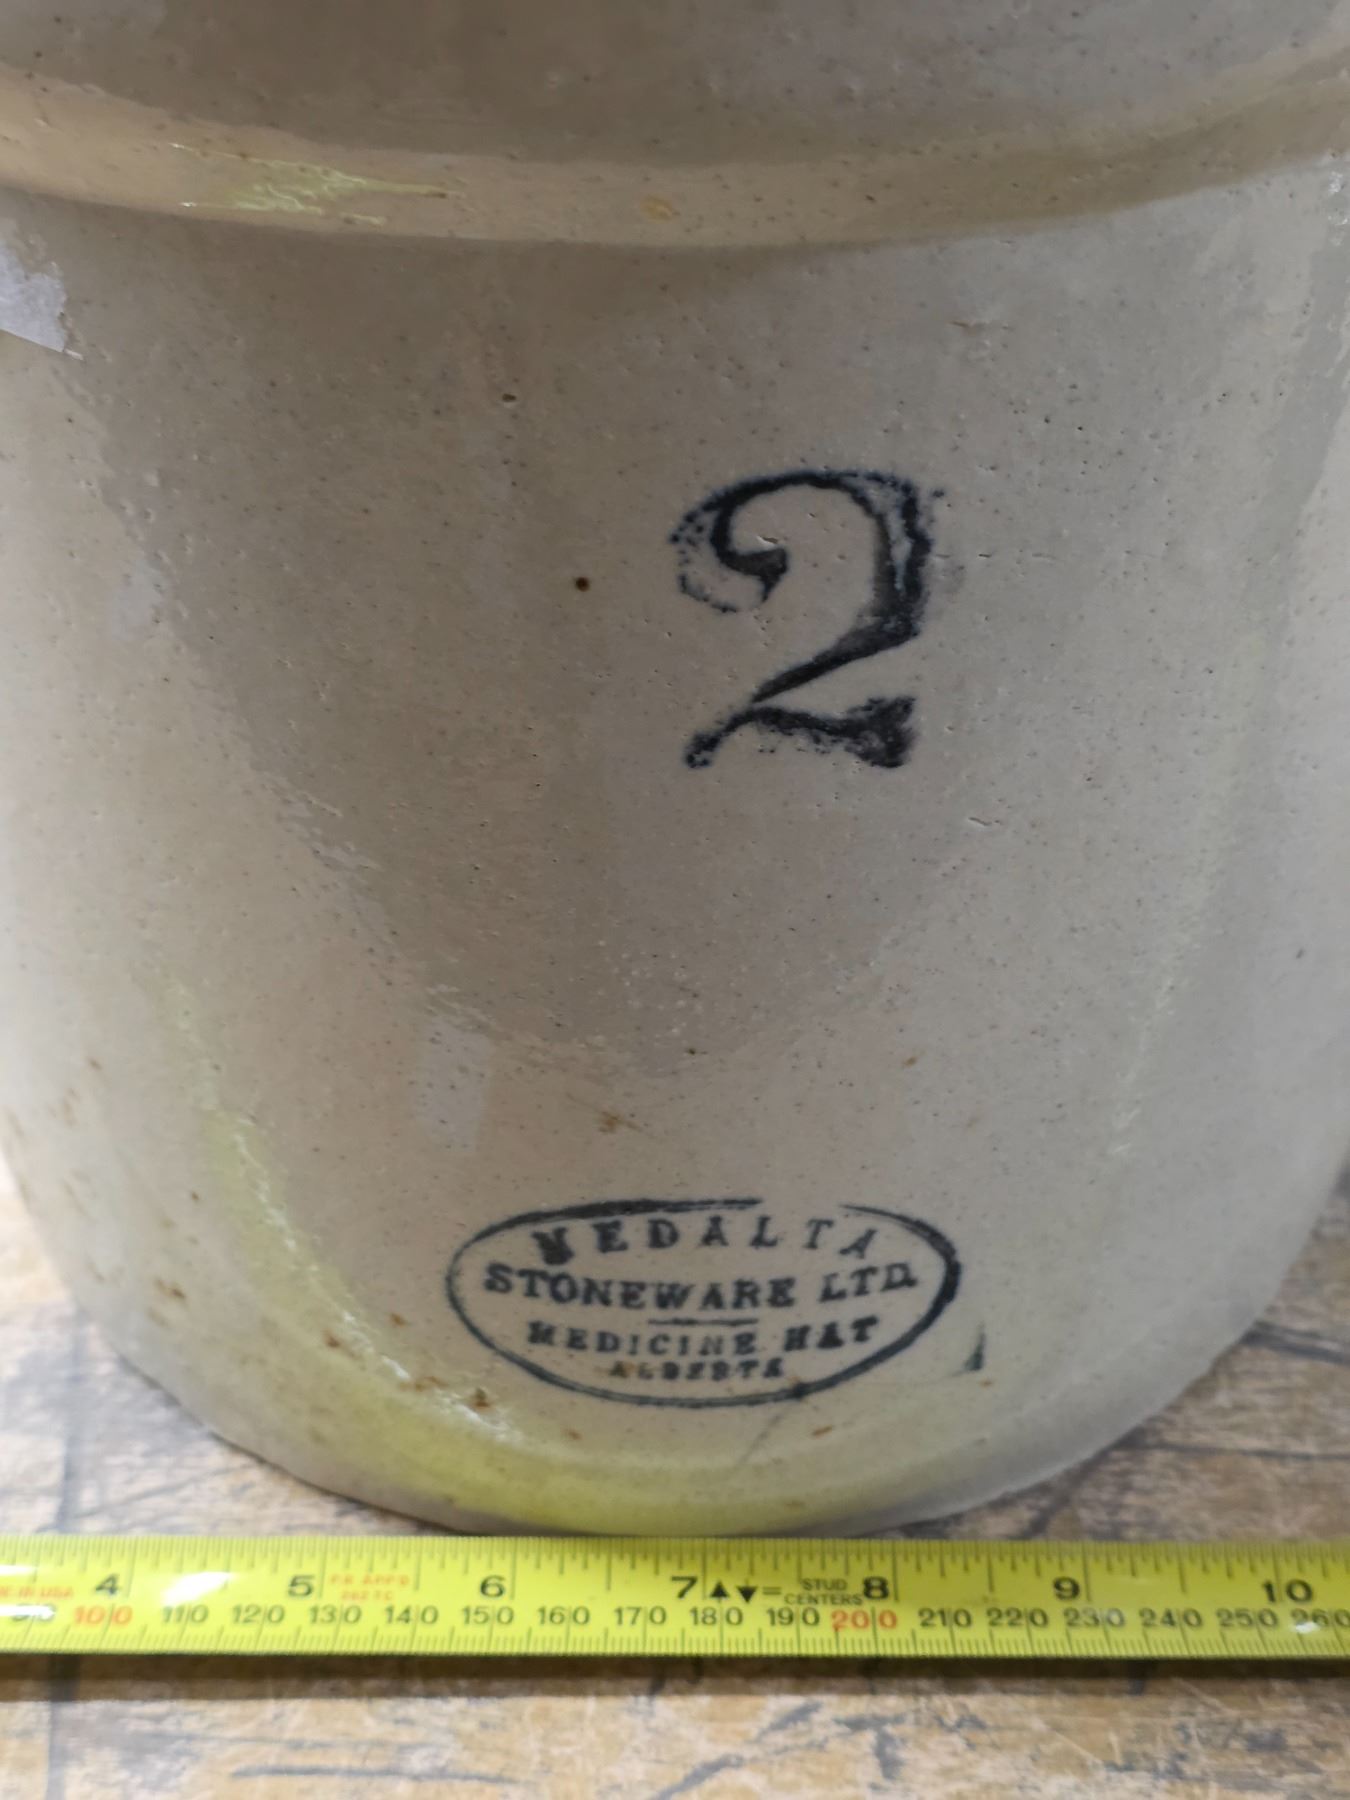 2
MEDALTA
STONEWARE LTD.
MEDICINE HAT
ALBERTA
4 5 6 7 STUD CENTERS 8 9 10
100 110 120 130 140 150 160 170 180 190 200 210 220 230 240 250 260